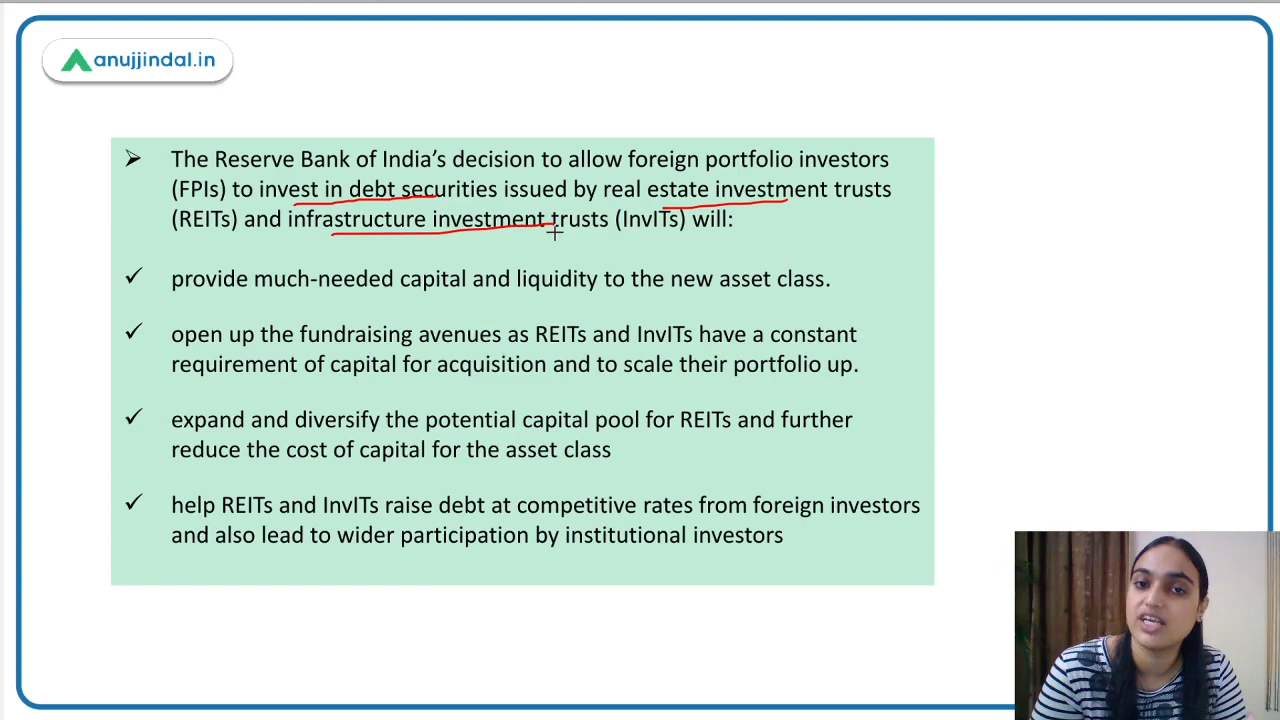 anujjindal.in
➢ The Reserve Bank of India's decision to allow foreign portfolio investors
(FPIs) to invest in debt securities issued by real estate investment trusts
(REITs) and infrastructure investment trusts (InvITs) will:
✓ provide much-needed capital and liquidity to the new asset class.
✓ open up the fundraising avenues as REITs and InvITs have a constant
requirement of capital for acquisition and to scale their portfolio up.
✓ expand and diversify the potential capital pool for REITs and further
reduce the cost of capital for the asset class
✓ help REITs and InvITs raise debt at competitive rates from foreign investors
and also lead to wider participation by institutional investors